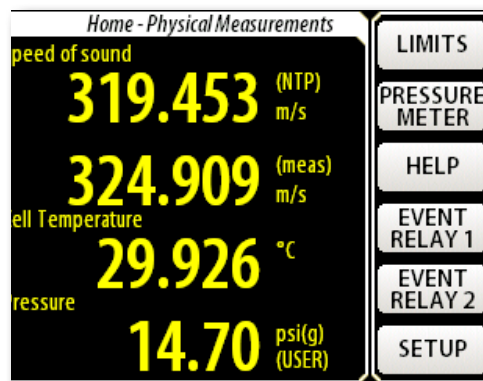 Home - Physical Measurements
peed of sound
319.453 (NTP) m/s
324.909 (meas) m/s
ell Temperature
29.926 °C
ressure
14.70 psi(g) (USER)
LIMITS
PRESSURE
METER
HELP
EVENT
RELAY 1
EVENT
RELAY 2
SETUP